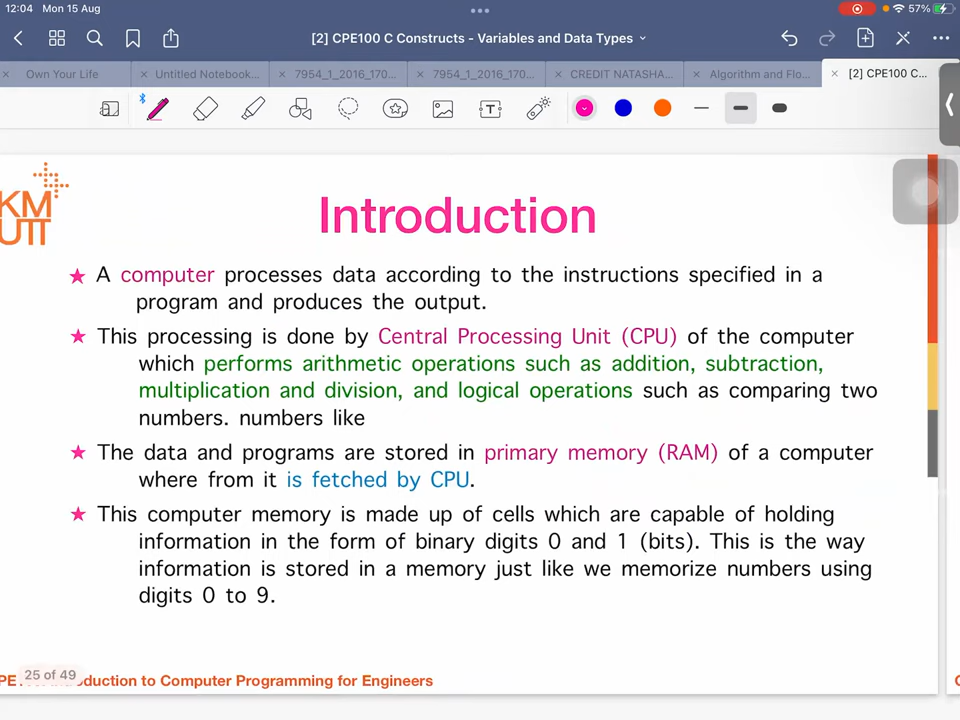 12:04 Mon 15 Aug
57%
[2] CPE100 C Constructs - Variables and Data Types
Own Your Life
Untitled Notebook...
7954_1_2016_170...
7954_1_2016_170...
CREDIT NATASHA...
Algorithm and Flo...
[2] CPE100 C...
T
KM
UTT
Introduction
★ A computer processes data according to the instructions specified in a
program and produces the output.
★ This processing is done by Central Processing Unit (CPU) of the computer
which performs arithmetic operations such as addition, subtraction,
multiplication and division, and logical operations such as comparing two
numbers. numbers like
★ The data and programs are stored in primary memory (RAM) of a computer
where from it is fetched by CPU.
★ This computer memory is made up of cells which are capable of holding
information in the form of binary digits 0 and 1 (bits). This is the way
information is stored in a memory just like we memorize numbers using
digits 0 to 9.
25 of 49
PE duction to Computer Programming for Engineers